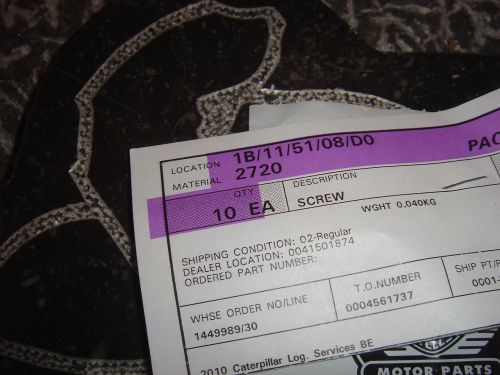 LOCATION 1B/11/51/08/D0
MATERIAL 2720 PAC
QTY DESCRIPTION
10 EA SCREW
WGHT 0.040KG
SHIPPING CONDITION: 02-Regular
DEALER LOCATION: 0041501874
ORDERED PART NUMBER:
WHSE ORDER NO/LINE T.O.NUMBER SHIP PT/P
1449989/30 0004561737 0001-
2010 Caterpillar Log. Services BE
MOTOR PARTS